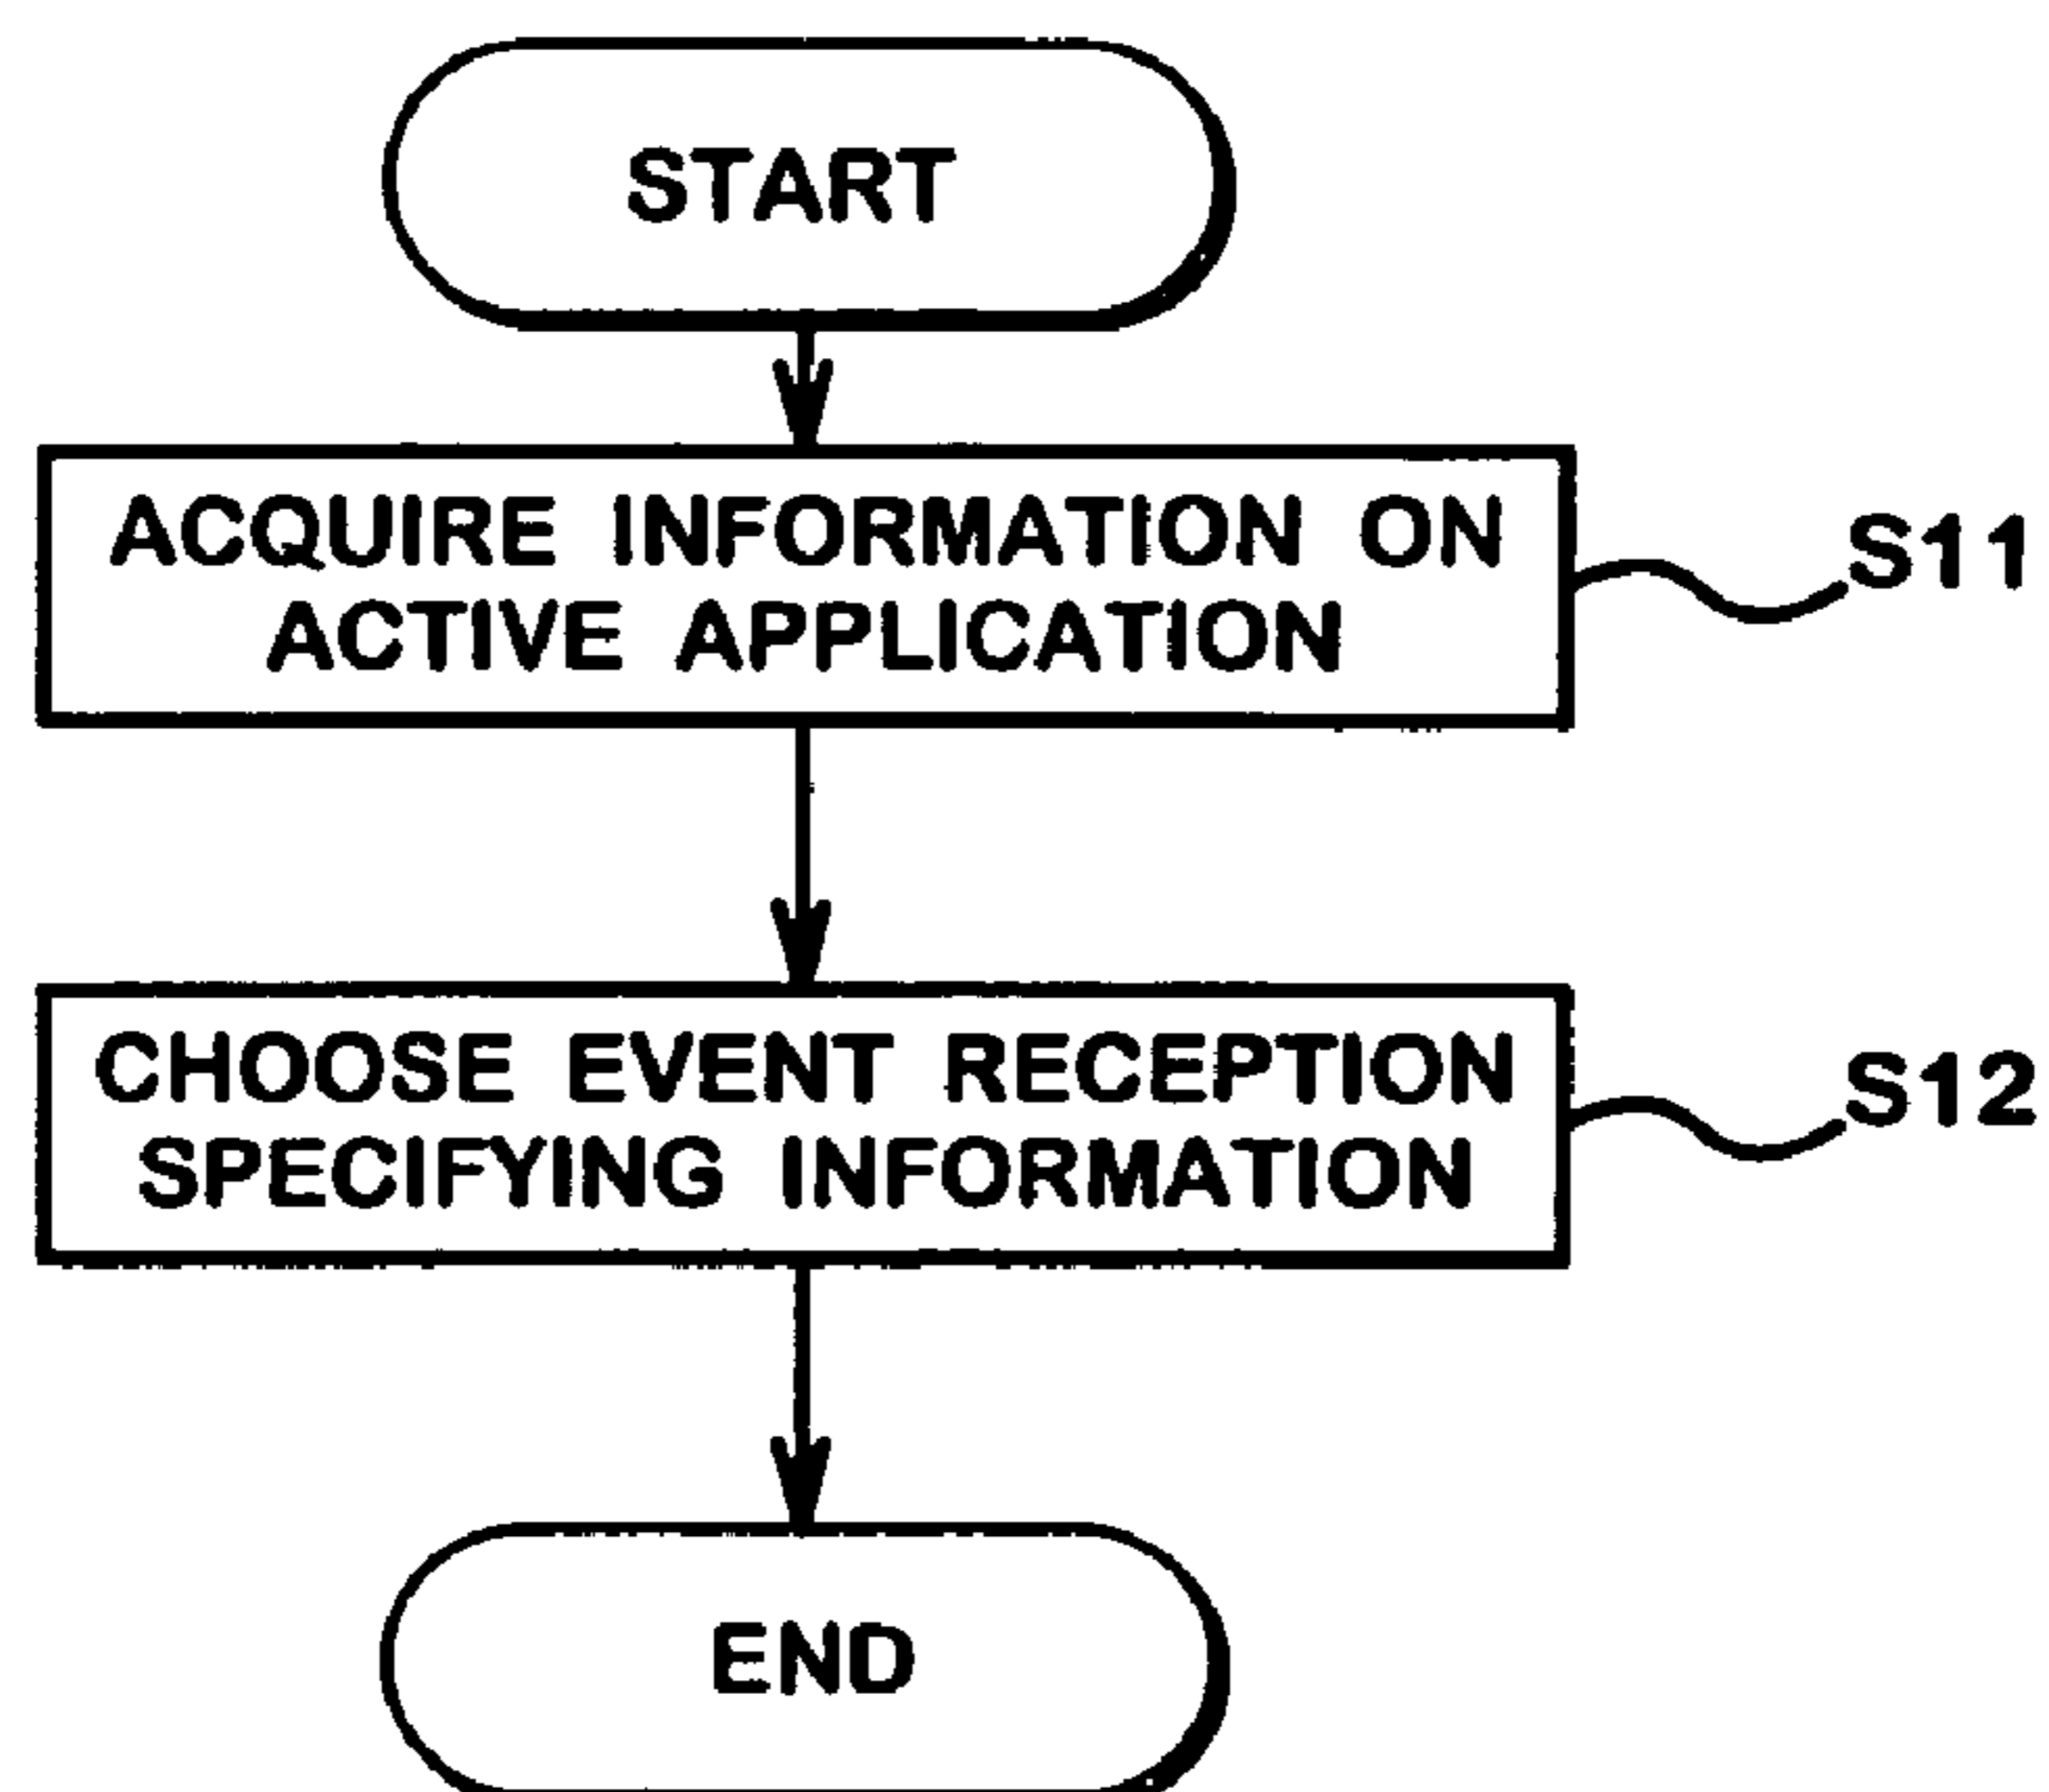 START
ACQUIRE INFORMATION ON
ACTIVE APPLICATION
S11
CHOOSE EVENT RECEPTION
SPECIFYING INFORMATION
S12
END